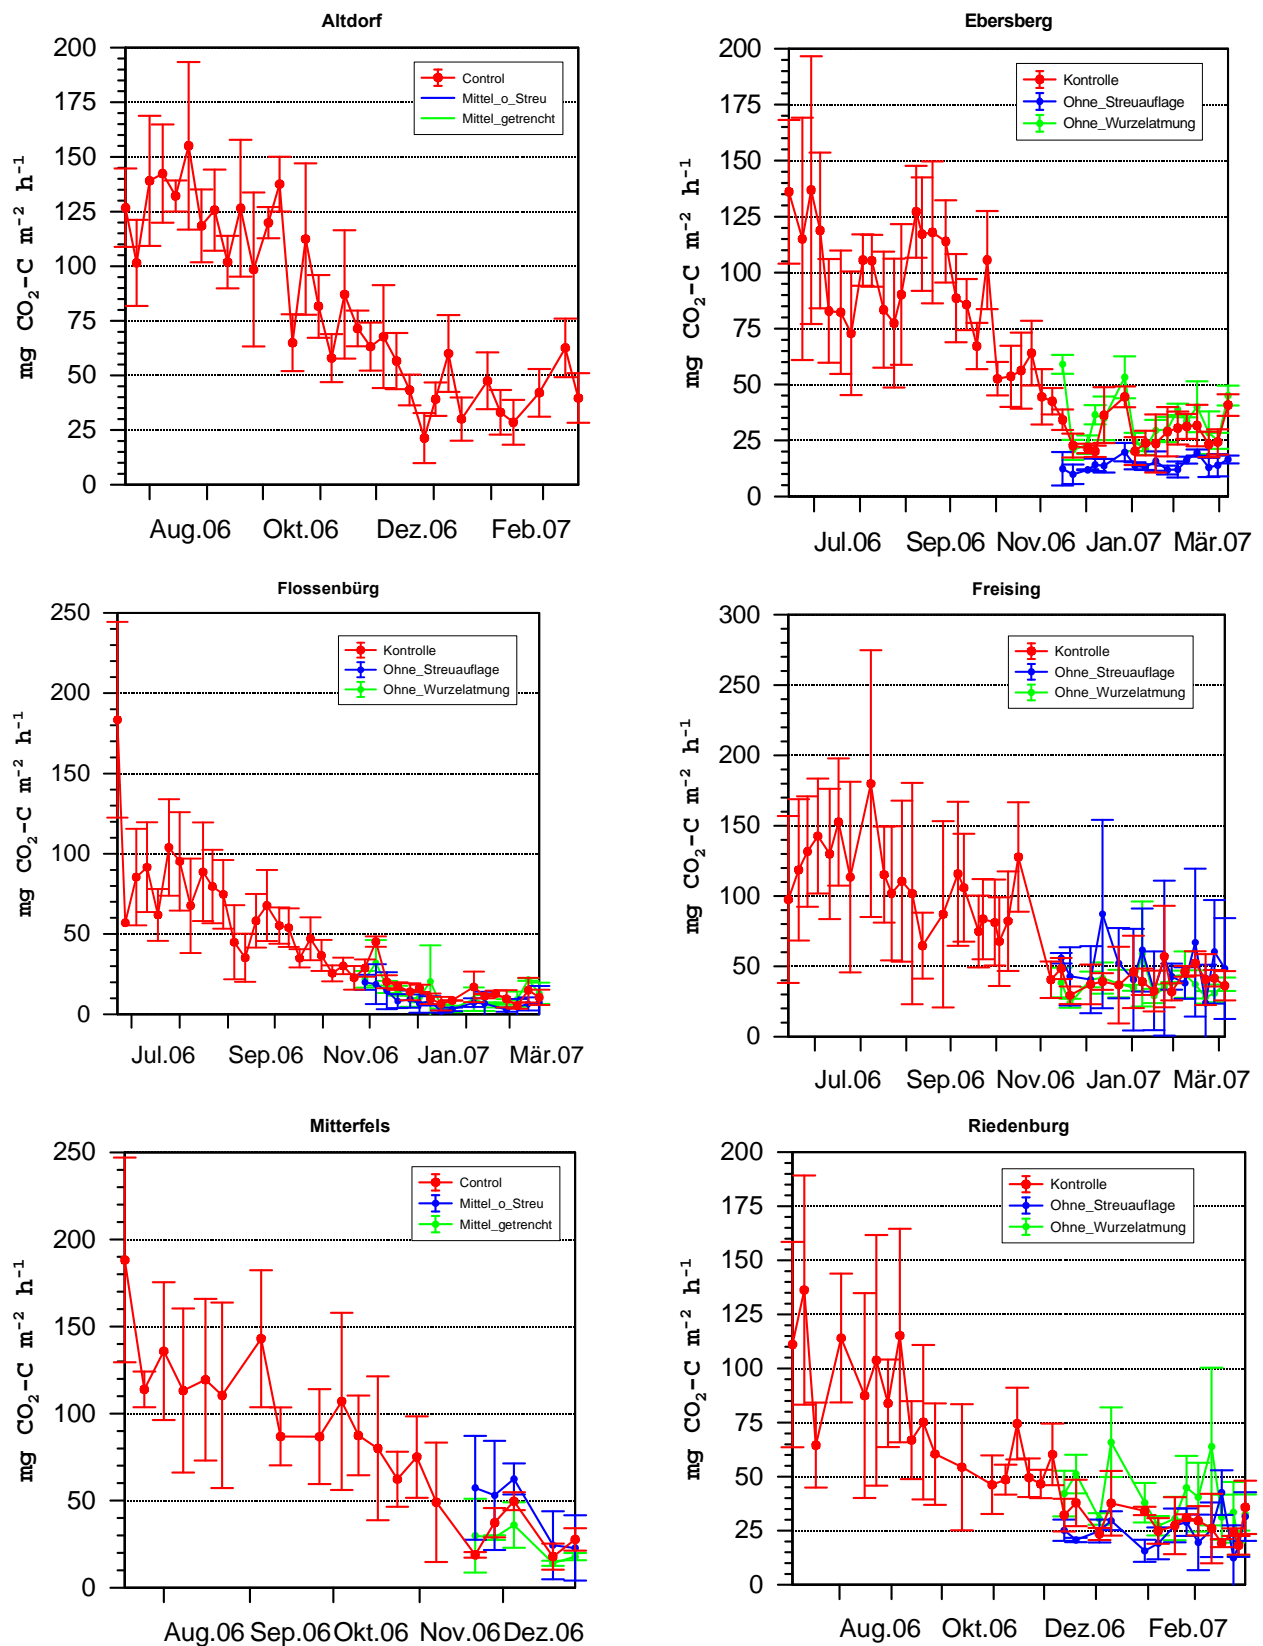 Altdorf
200
175
150
125
100
75
50
25
0
mg CO₂-C m⁻² h⁻¹
Control
Mittel_o_Streu
Mittel_getrencht
Aug.06 Okt.06 Dez.06 Feb.07
Ebersberg
200
175
150
125
100
75
50
25
0
mg CO₂-C m⁻² h⁻¹
Kontrolle
Ohne_Streuauflage
Ohne_Wurzelatmung
Jul.06 Sep.06 Nov.06 Jan.07 Mär.07
Flossenbürg
250
200
150
100
50
0
mg CO₂-C m⁻² h⁻¹
Kontrolle
Ohne_Streuauflage
Ohne_Wurzelatmung
Jul.06 Sep.06 Nov.06 Jan.07 Mär.07
Freising
300
250
200
150
100
50
0
mg CO₂-C m⁻² h⁻¹
Kontrolle
Ohne_Streuauflage
Ohne_Wurzelatmung
Jul.06 Sep.06 Nov.06 Jan.07 Mär.07
Mitterfels
250
200
150
100
50
0
mg CO₂-C m⁻² h⁻¹
Control
Mittel_o_Streu
Mittel_getrencht
Aug.06 Sep.06 Okt.06 Nov.06 Dez.06
Riedenburg
200
175
150
125
100
75
50
25
0
mg CO₂-C m⁻² h⁻¹
Kontrolle
Ohne_Streuauflage
Ohne_Wurzelatmung
Aug.06 Okt.06 Dez.06 Feb.07